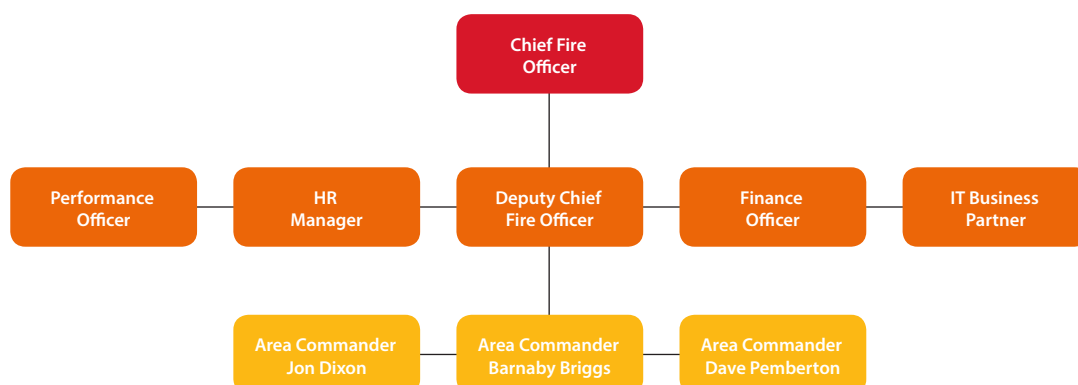 Chief Fire
Officer
Performance
Officer
HR
Manager
Deputy Chief
Fire Officer
Finance
Officer
IT Business
Partner
Area Commander
Jon Dixon
Area Commander
Barnaby Briggs
Area Commander
Dave Pemberton